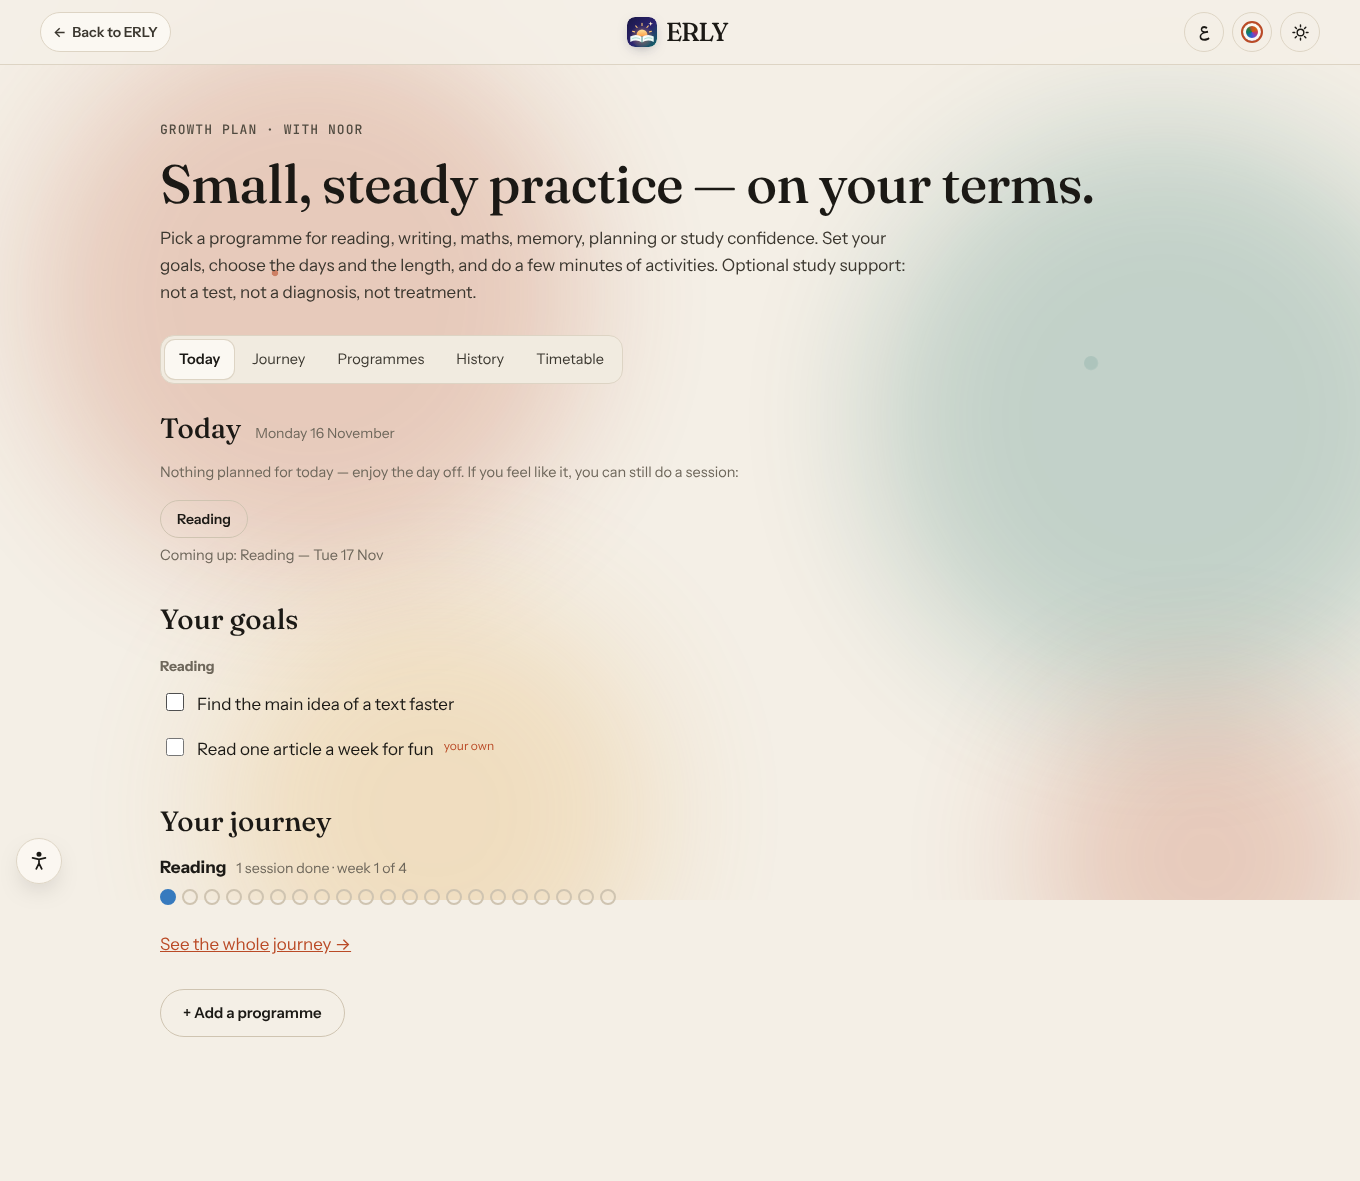 ← Back to ERLY
ERLY
ع
GROWTH PLAN · WITH NOOR
Small, steady practice — on your terms.
Pick a programme for reading, writing, maths, memory, planning or study confidence. Set your
goals, choose the days and the length, and do a few minutes of activities. Optional study support:
not a test, not a diagnosis, not treatment.
Today Journey Programmes History Timetable
Today Monday 16 November
Nothing planned for today — enjoy the day off. If you feel like it, you can still do a session:
Reading
Coming up: Reading — Tue 17 Nov
Your goals
Reading
Find the main idea of a text faster
Read one article a week for fun your own
Your journey
Reading 1 session done · week 1 of 4
See the whole journey →
+ Add a programme